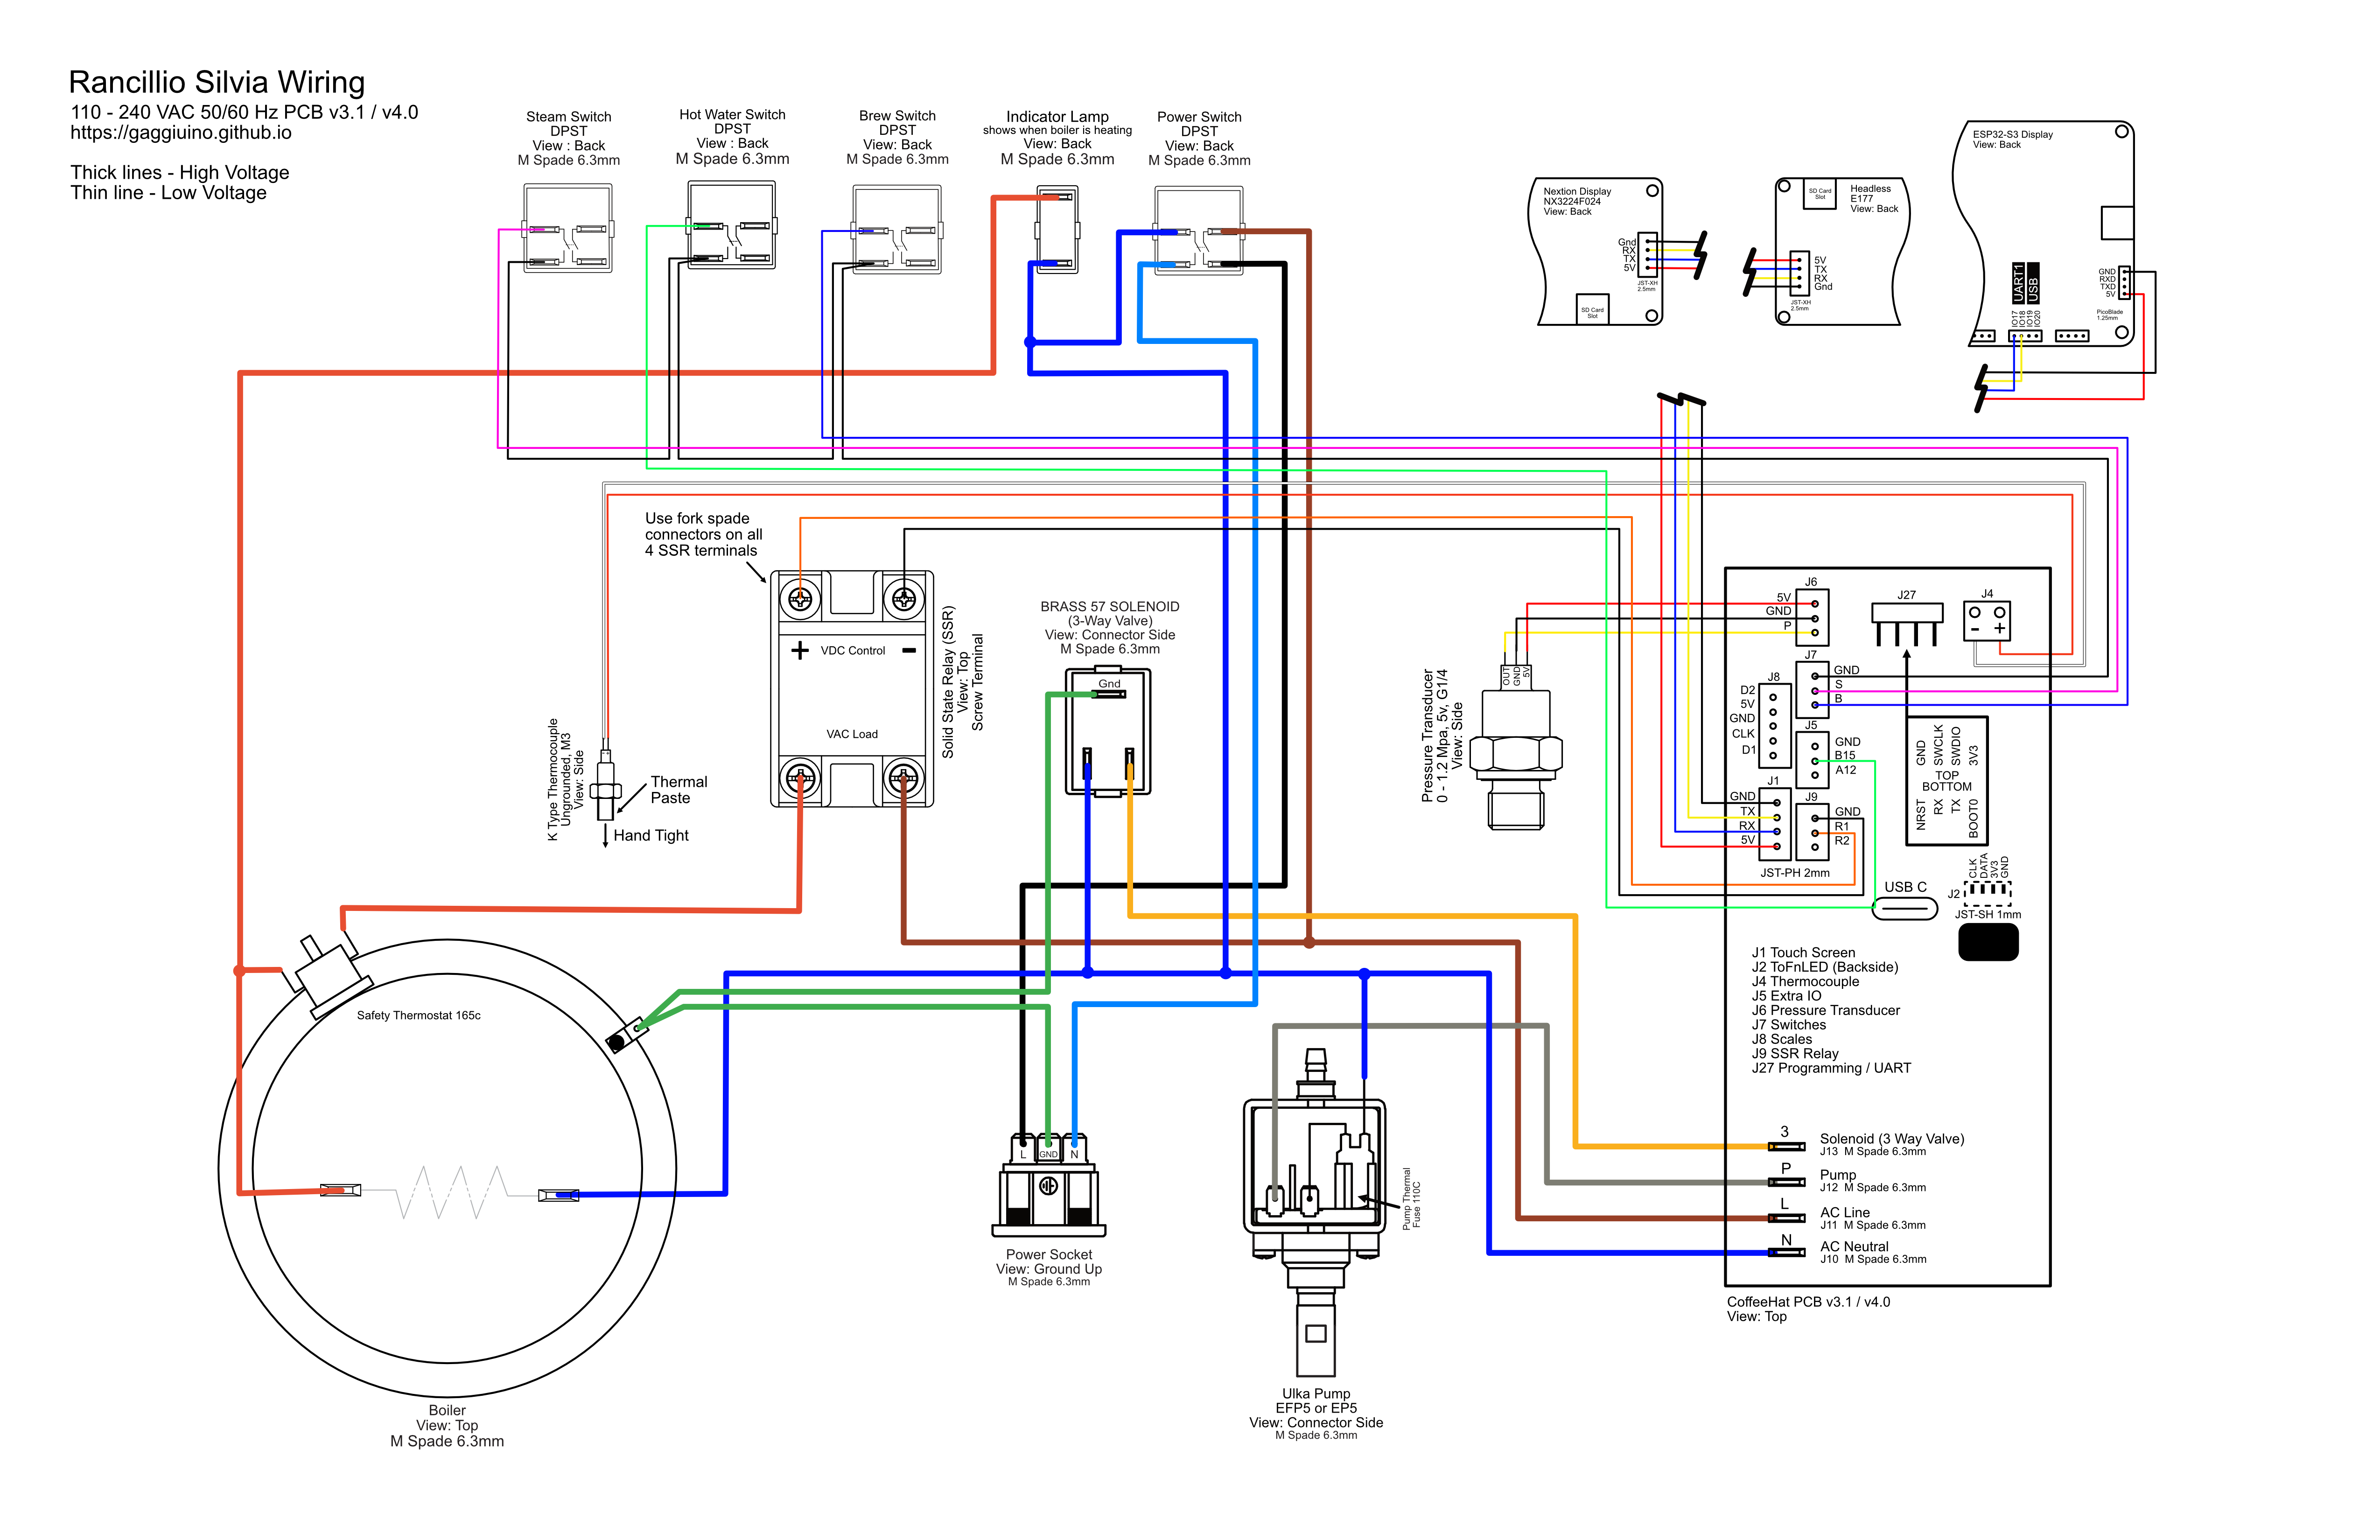 Rancillio Silvia Wiring
110 - 240 VAC 50/60 Hz PCB v3.1 / v4.0
https://gaggiuino.github.io
Thick lines - High Voltage
Thin line - Low Voltage
Steam Switch
DPST
View : Back
M Spade 6.3mm
Hot Water Switch
DPST
View : Back
M Spade 6.3mm
Brew Switch
DPST
View: Back
M Spade 6.3mm
Indicator Lamp
shows when boiler is heating
View: Back
M Spade 6.3mm
Power Switch
DPST
View: Back
M Spade 6.3mm
Nextion Display
NX3224F024
View: Back
Gnd
RX
TX
5V
JST-XH
2.5mm
SD Card
Slot
SD Card
Slot
Headless
E177
View: Back
5V
TX
RX
Gnd
JST-XH
2.5mm
ESP32-S3 Display
View: Back
UART1
USB
IO17
IO18
IO19
IO20
GND
RXD
TXD
5V
PicoBlade
1.25mm
Use fork spade
connectors on all
4 SSR terminals
VDC Control
+
-
VAC Load
Solid State Relay (SSR)
View: Top
Screw Terminal
BRASS 57 SOLENOID
(3-Way Valve)
View: Connector Side
M Spade 6.3mm
Gnd
K Type Thermocouple
Ungrounded, M3
View: Side
Thermal
Paste
Hand Tight
Pressure Transducer
0 - 1.2 Mpa, 5v, G1/4
View: Side
OUT
GND
5V
J6
5V
GND
P
J27
J4
-
+
J7
GND
S
B
J8
D2
5V
GND
CLK
D1
J5
GND
B15
A12
J1
GND
TX
RX
5V
J9
GND
R1
R2
JST-PH 2mm
GND
SWCLK
SWDIO
3V3
TOP
BOTTOM
NRST
RX
TX
BOOT0
USB C
CLK
DATA
3V3
GND
J2
JST-SH 1mm
J1 Touch Screen
J2 ToFnLED (Backside)
J4 Thermocouple
J5 Extra IO
J6 Pressure Transducer
J7 Switches
J8 Scales
J9 SSR Relay
J27 Programming / UART
3
Solenoid (3 Way Valve)
J13 M Spade 6.3mm
P
Pump
J12 M Spade 6.3mm
L
AC Line
J11 M Spade 6.3mm
N
AC Neutral
J10 M Spade 6.3mm
CoffeeHat PCB v3.1 / v4.0
View: Top
Safety Thermostat 165c
Boiler
View: Top
M Spade 6.3mm
L
GND
N
Power Socket
View: Ground Up
M Spade 6.3mm
Pump Thermal
Fuse 110C
Ulka Pump
EFP5 or EP5
View: Connector Side
M Spade 6.3mm